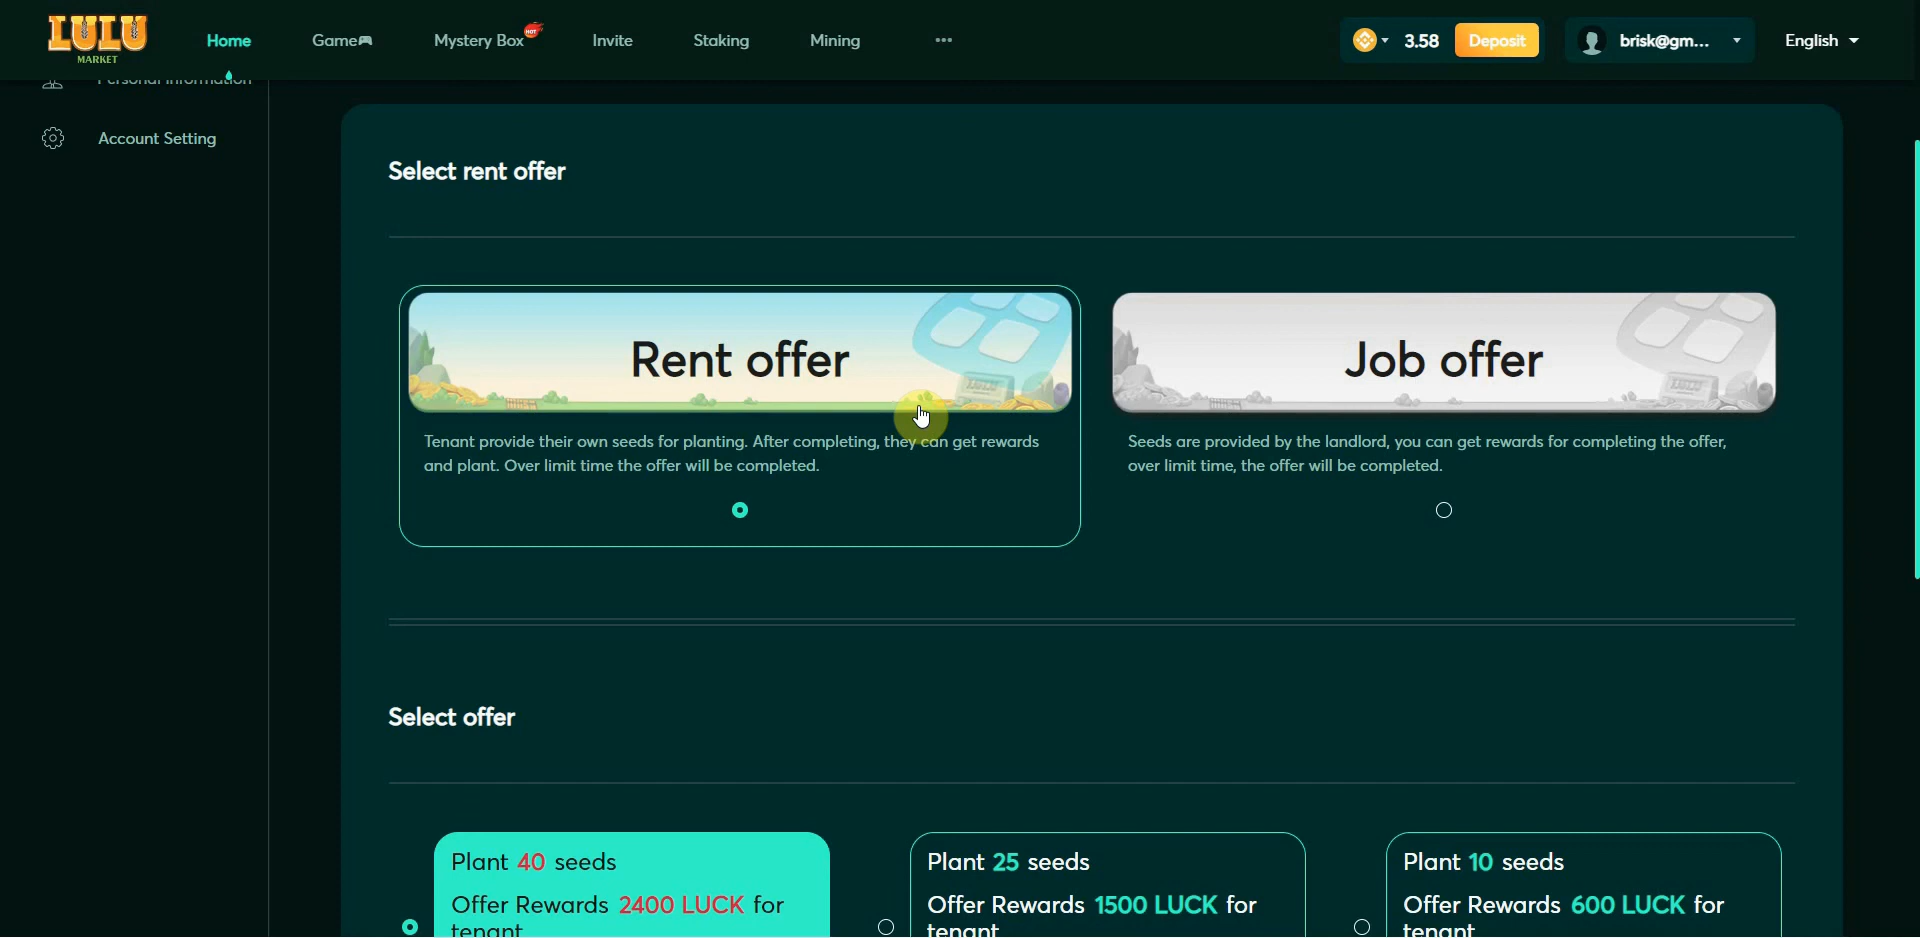 LULU
MARKET
Home
Game
Mystery Box
HOT
Invite
Staking
Mining
···
3.58
Deposit
brisk@gm...
English
Personal Information
Account Setting
Select rent offer
Rent offer
Tenant provide their own seeds for planting. After completing, they can get rewards
and plant. Over limit time the offer will be completed.
Job offer
Seeds are provided by the landlord, you can get rewards for completing the offer,
over limit time, the offer will be completed.
Select offer
Plant 40 seeds
Offer Rewards 2400 LUCK for
tenant
Plant 25 seeds
Offer Rewards 1500 LUCK for
tenant
Plant 10 seeds
Offer Rewards 600 LUCK for
tenant